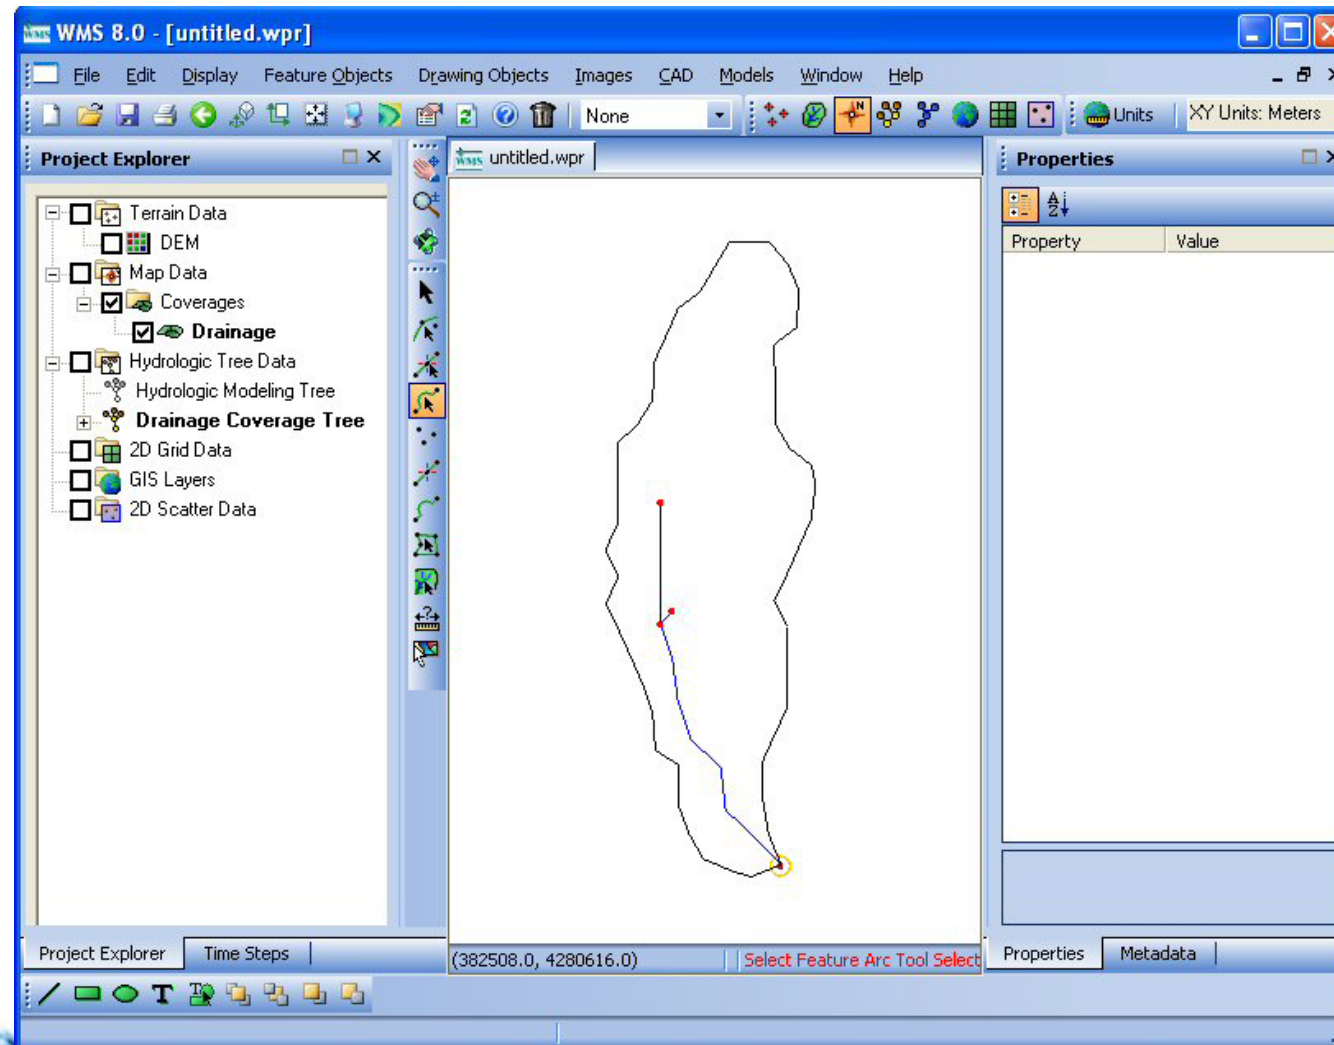 WMS 8.0 - [untitled.wpr]
File Edit Display Feature Objects Drawing Objects Images CAD Models Window Help
None Units XY Units: Meters
Project Explorer
untitled.wpr
Properties
Terrain Data
DEM
Map Data
Coverages
Drainage
Hydrologic Tree Data
Hydrologic Modeling Tree
Drainage Coverage Tree
2D Grid Data
GIS Layers
2D Scatter Data
Property Value
Project Explorer Time Steps
(382508.0, 4280616.0) Select Feature Arc Tool Select
Properties Metadata
T